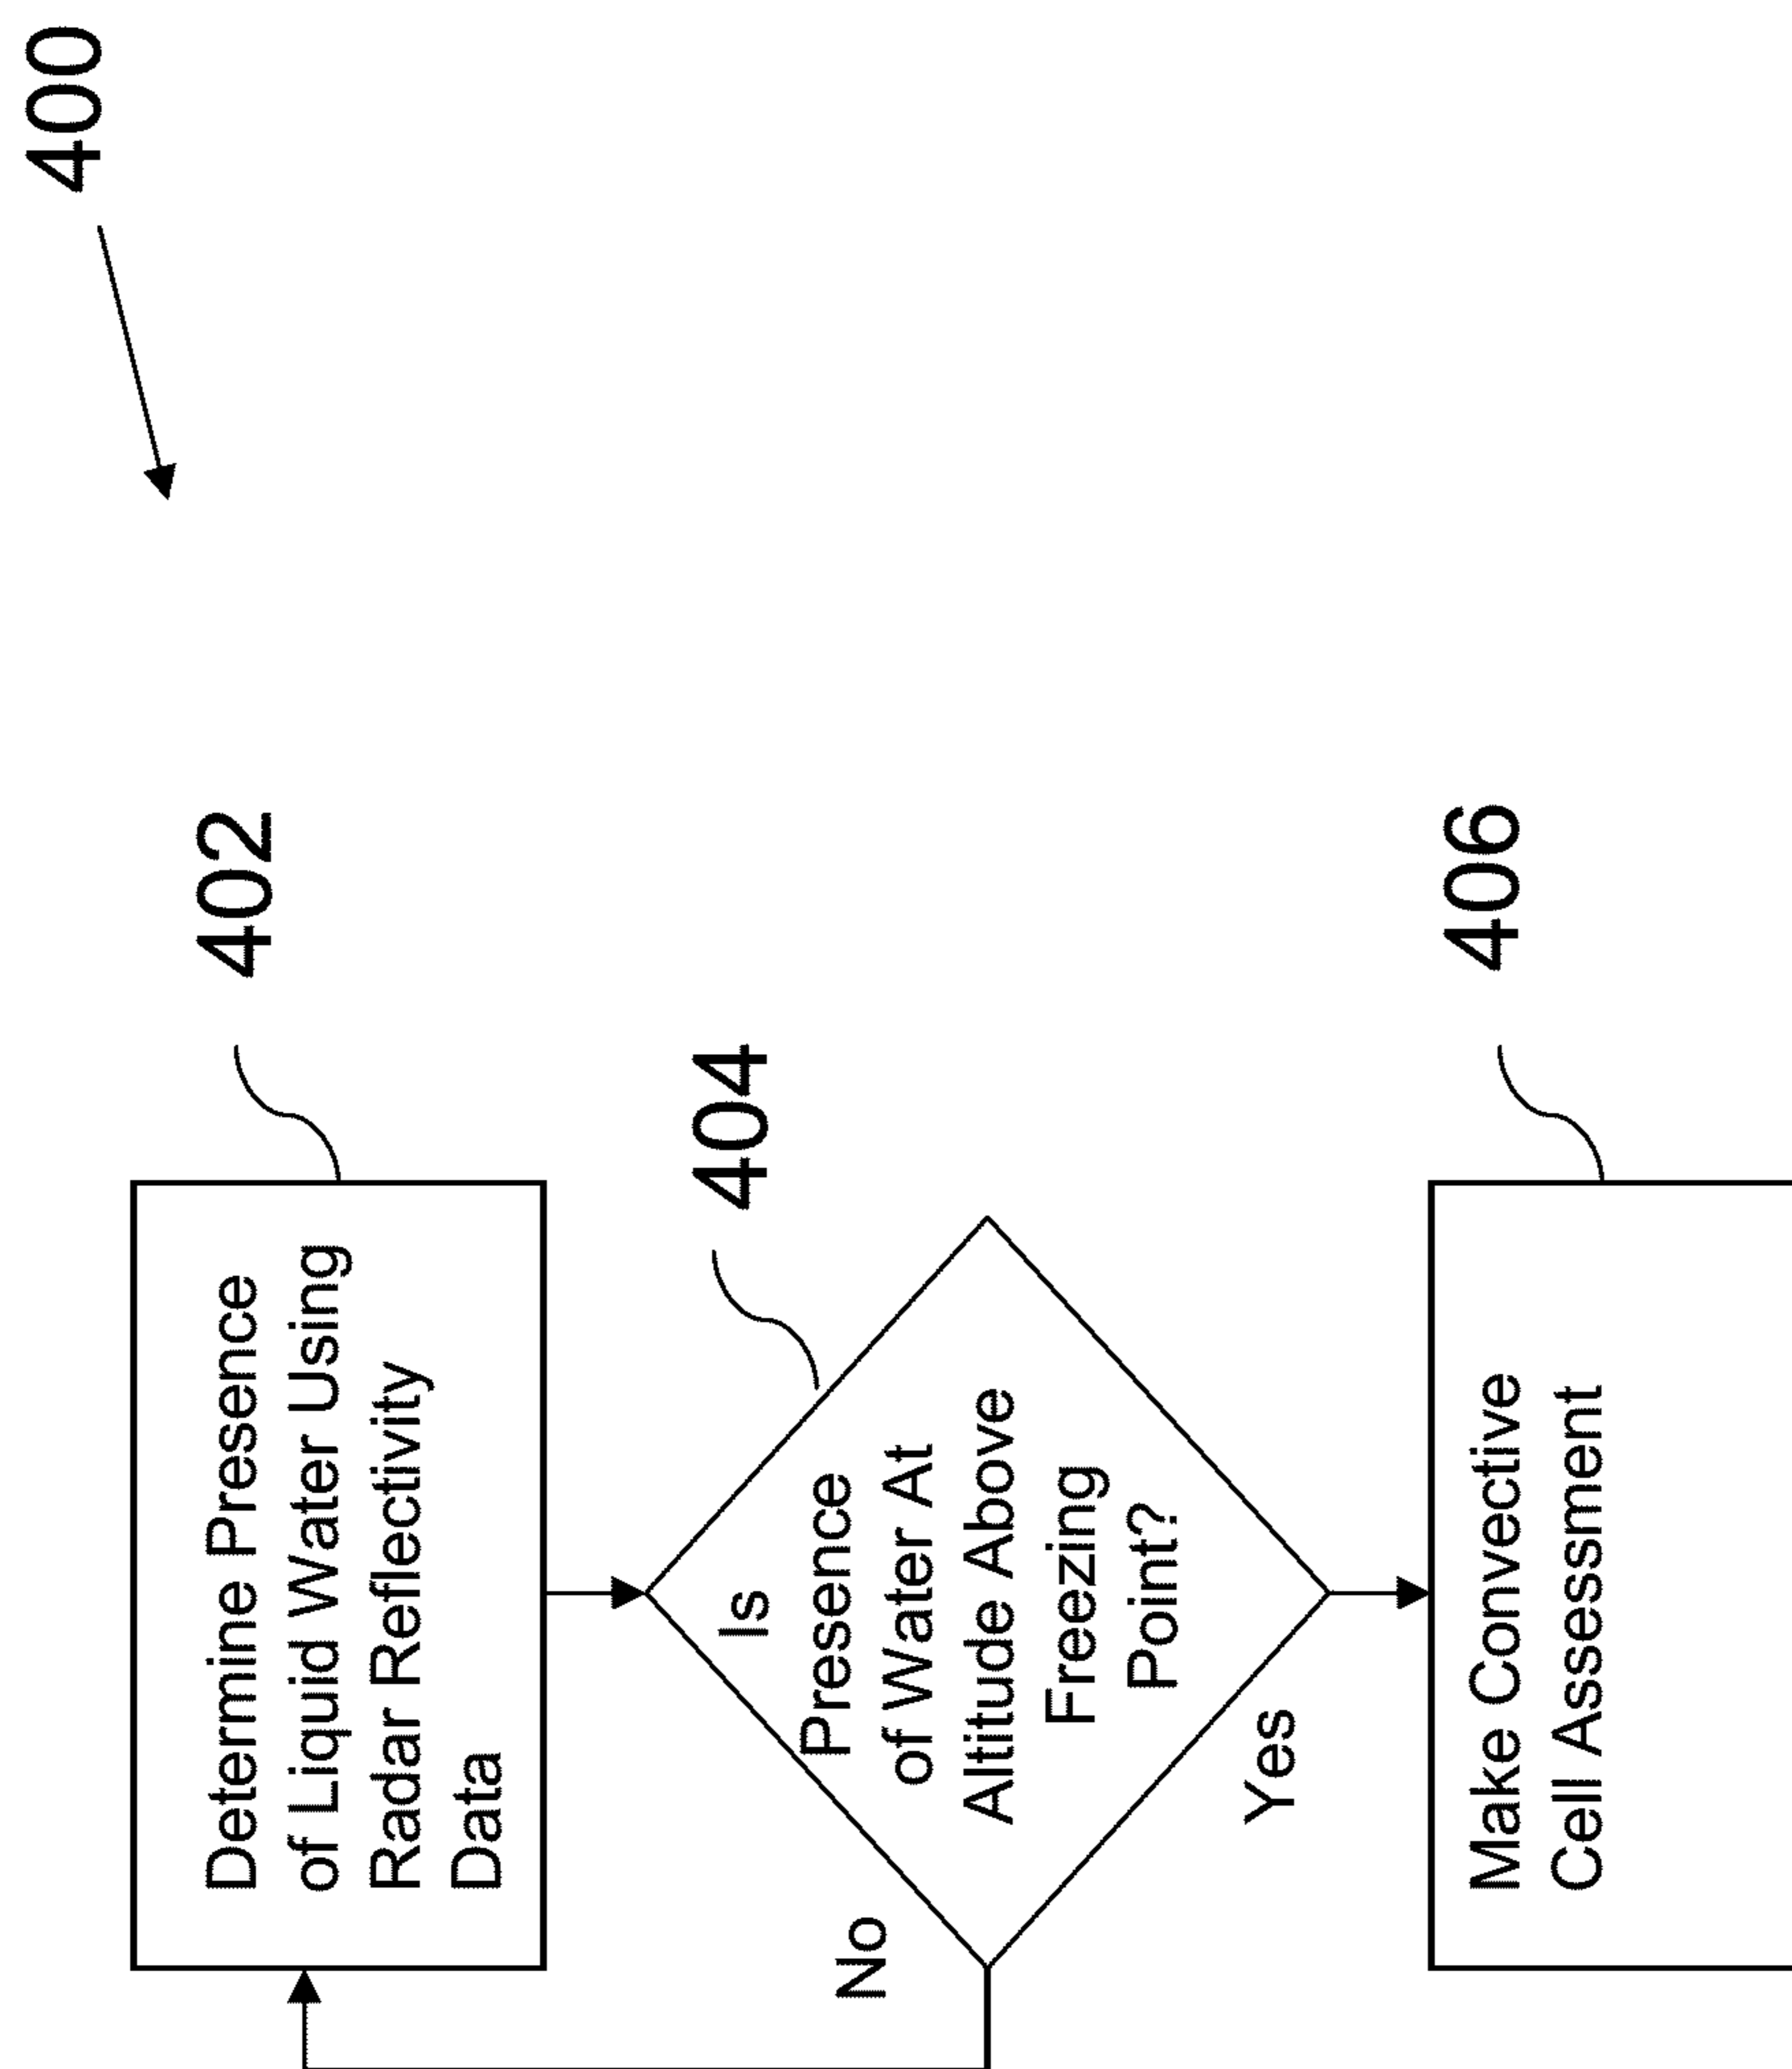 400
402
Determine Presence
of Liquid Water Using
Radar Reflectivity
Data
404
Is
Presence
of Water At
Altitude Above
Freezing
Point?
No
Yes
406
Make Convective
Cell Assessment